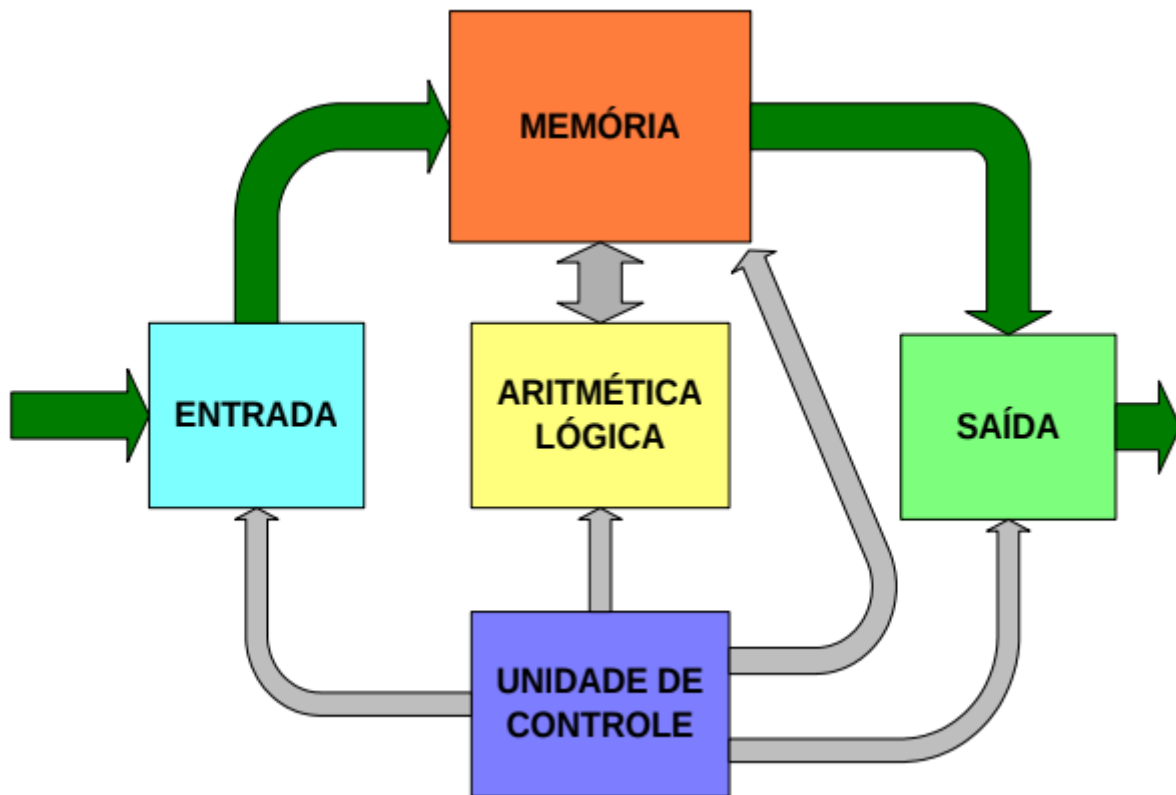 MEMÓRIA
ENTRADA
ARITMÉTICA
LÓGICA
SAÍDA
UNIDADE DE
CONTROLE